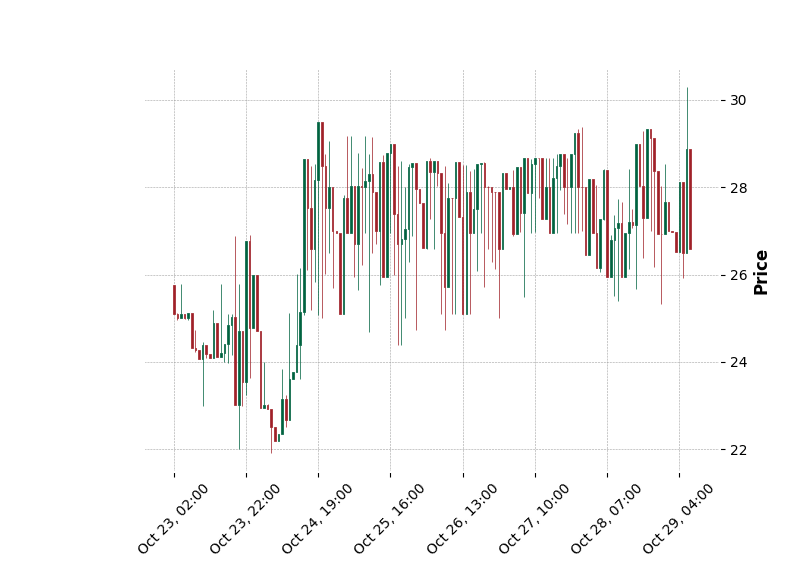 30
28
26
24
22
Price
Oct 23, 02:00
Oct 23, 22:00
Oct 24, 19:00
Oct 25, 16:00
Oct 26, 13:00
Oct 27, 10:00
Oct 28, 07:00
Oct 29, 04:00